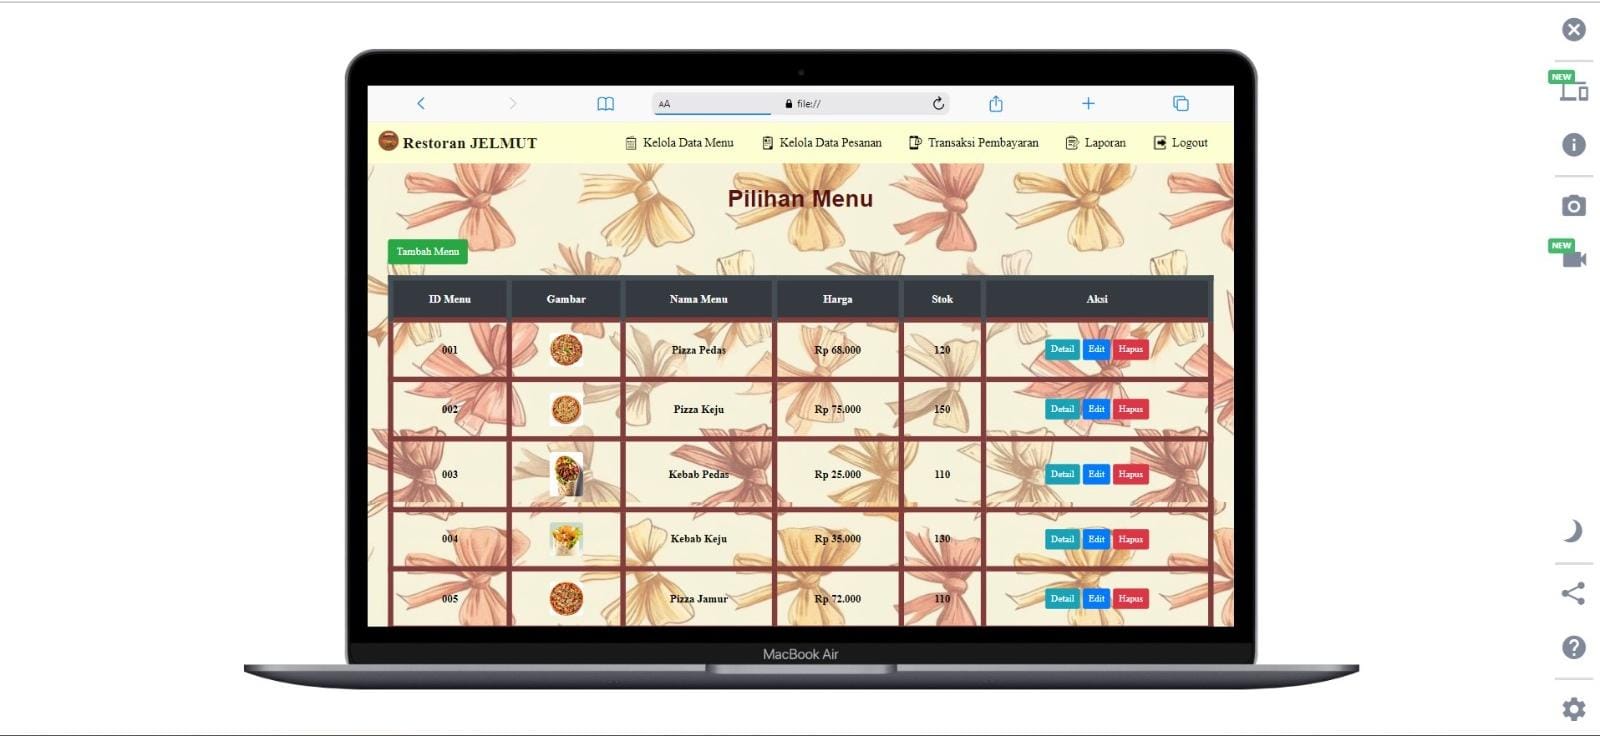 NEW
AA file://
Restoran JELMUT Kelola Data Menu Kelola Data Pesanan Transaksi Pembayaran Laporan Logout
Pilihan Menu
Tambah Menu
NEW
ID Menu Gambar Nama Menu Harga Stok Aksi
001 Pizza Pedas Rp 68.000 120 Detail Edit Hapus
002 Pizza Keju Rp 75.000 150 Detail Edit Hapus
003 Kebab Pedas Rp 25.000 110 Detail Edit Hapus
004 Kebab Keju Rp 35.000 130 Detail Edit Hapus
005 Pizza Jamur Rp 72.000 110 Detail Edit Hapus
MacBook Air